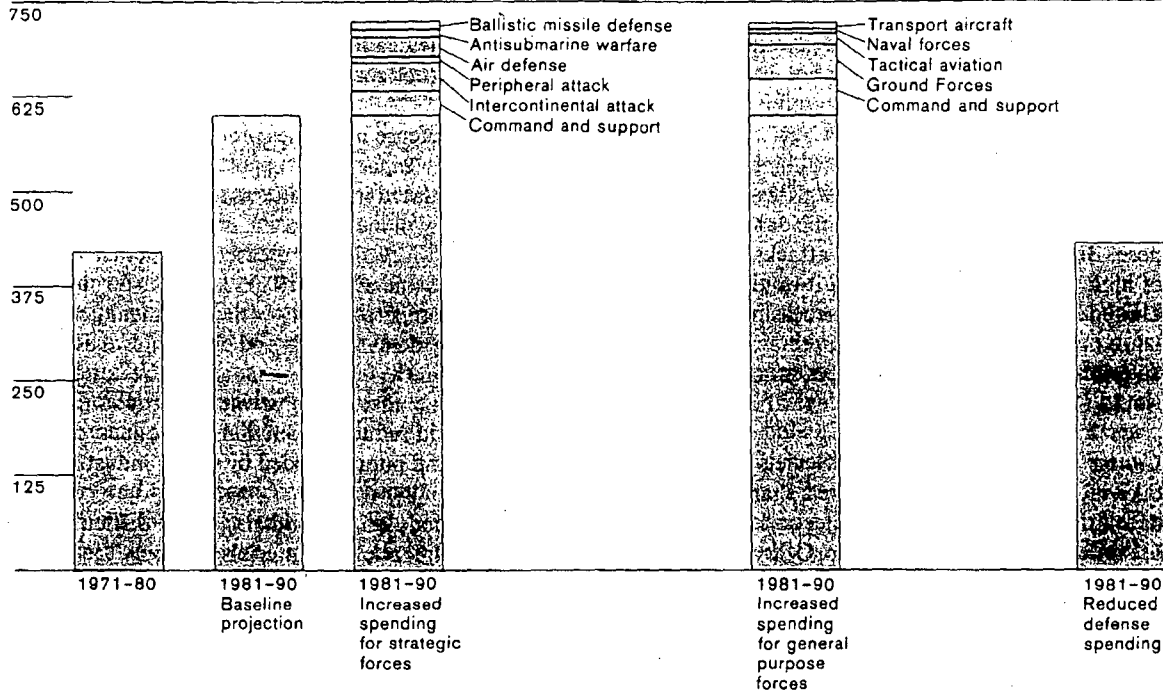 750
625
500
375
250
125
Ballistic missile defense
Antisubmarine warfare
Air defense
Peripheral attack
Intercontinental attack
Command and support
Transport aircraft
Naval forces
Tactical aviation
Ground Forces
Command and support
1971–80
1981–90
Baseline
projection
1981–90
Increased
spending
for strategic
forces
1981–90
Increased
spending
for general
purpose
forces
1981–90
Reduced
defense
spending